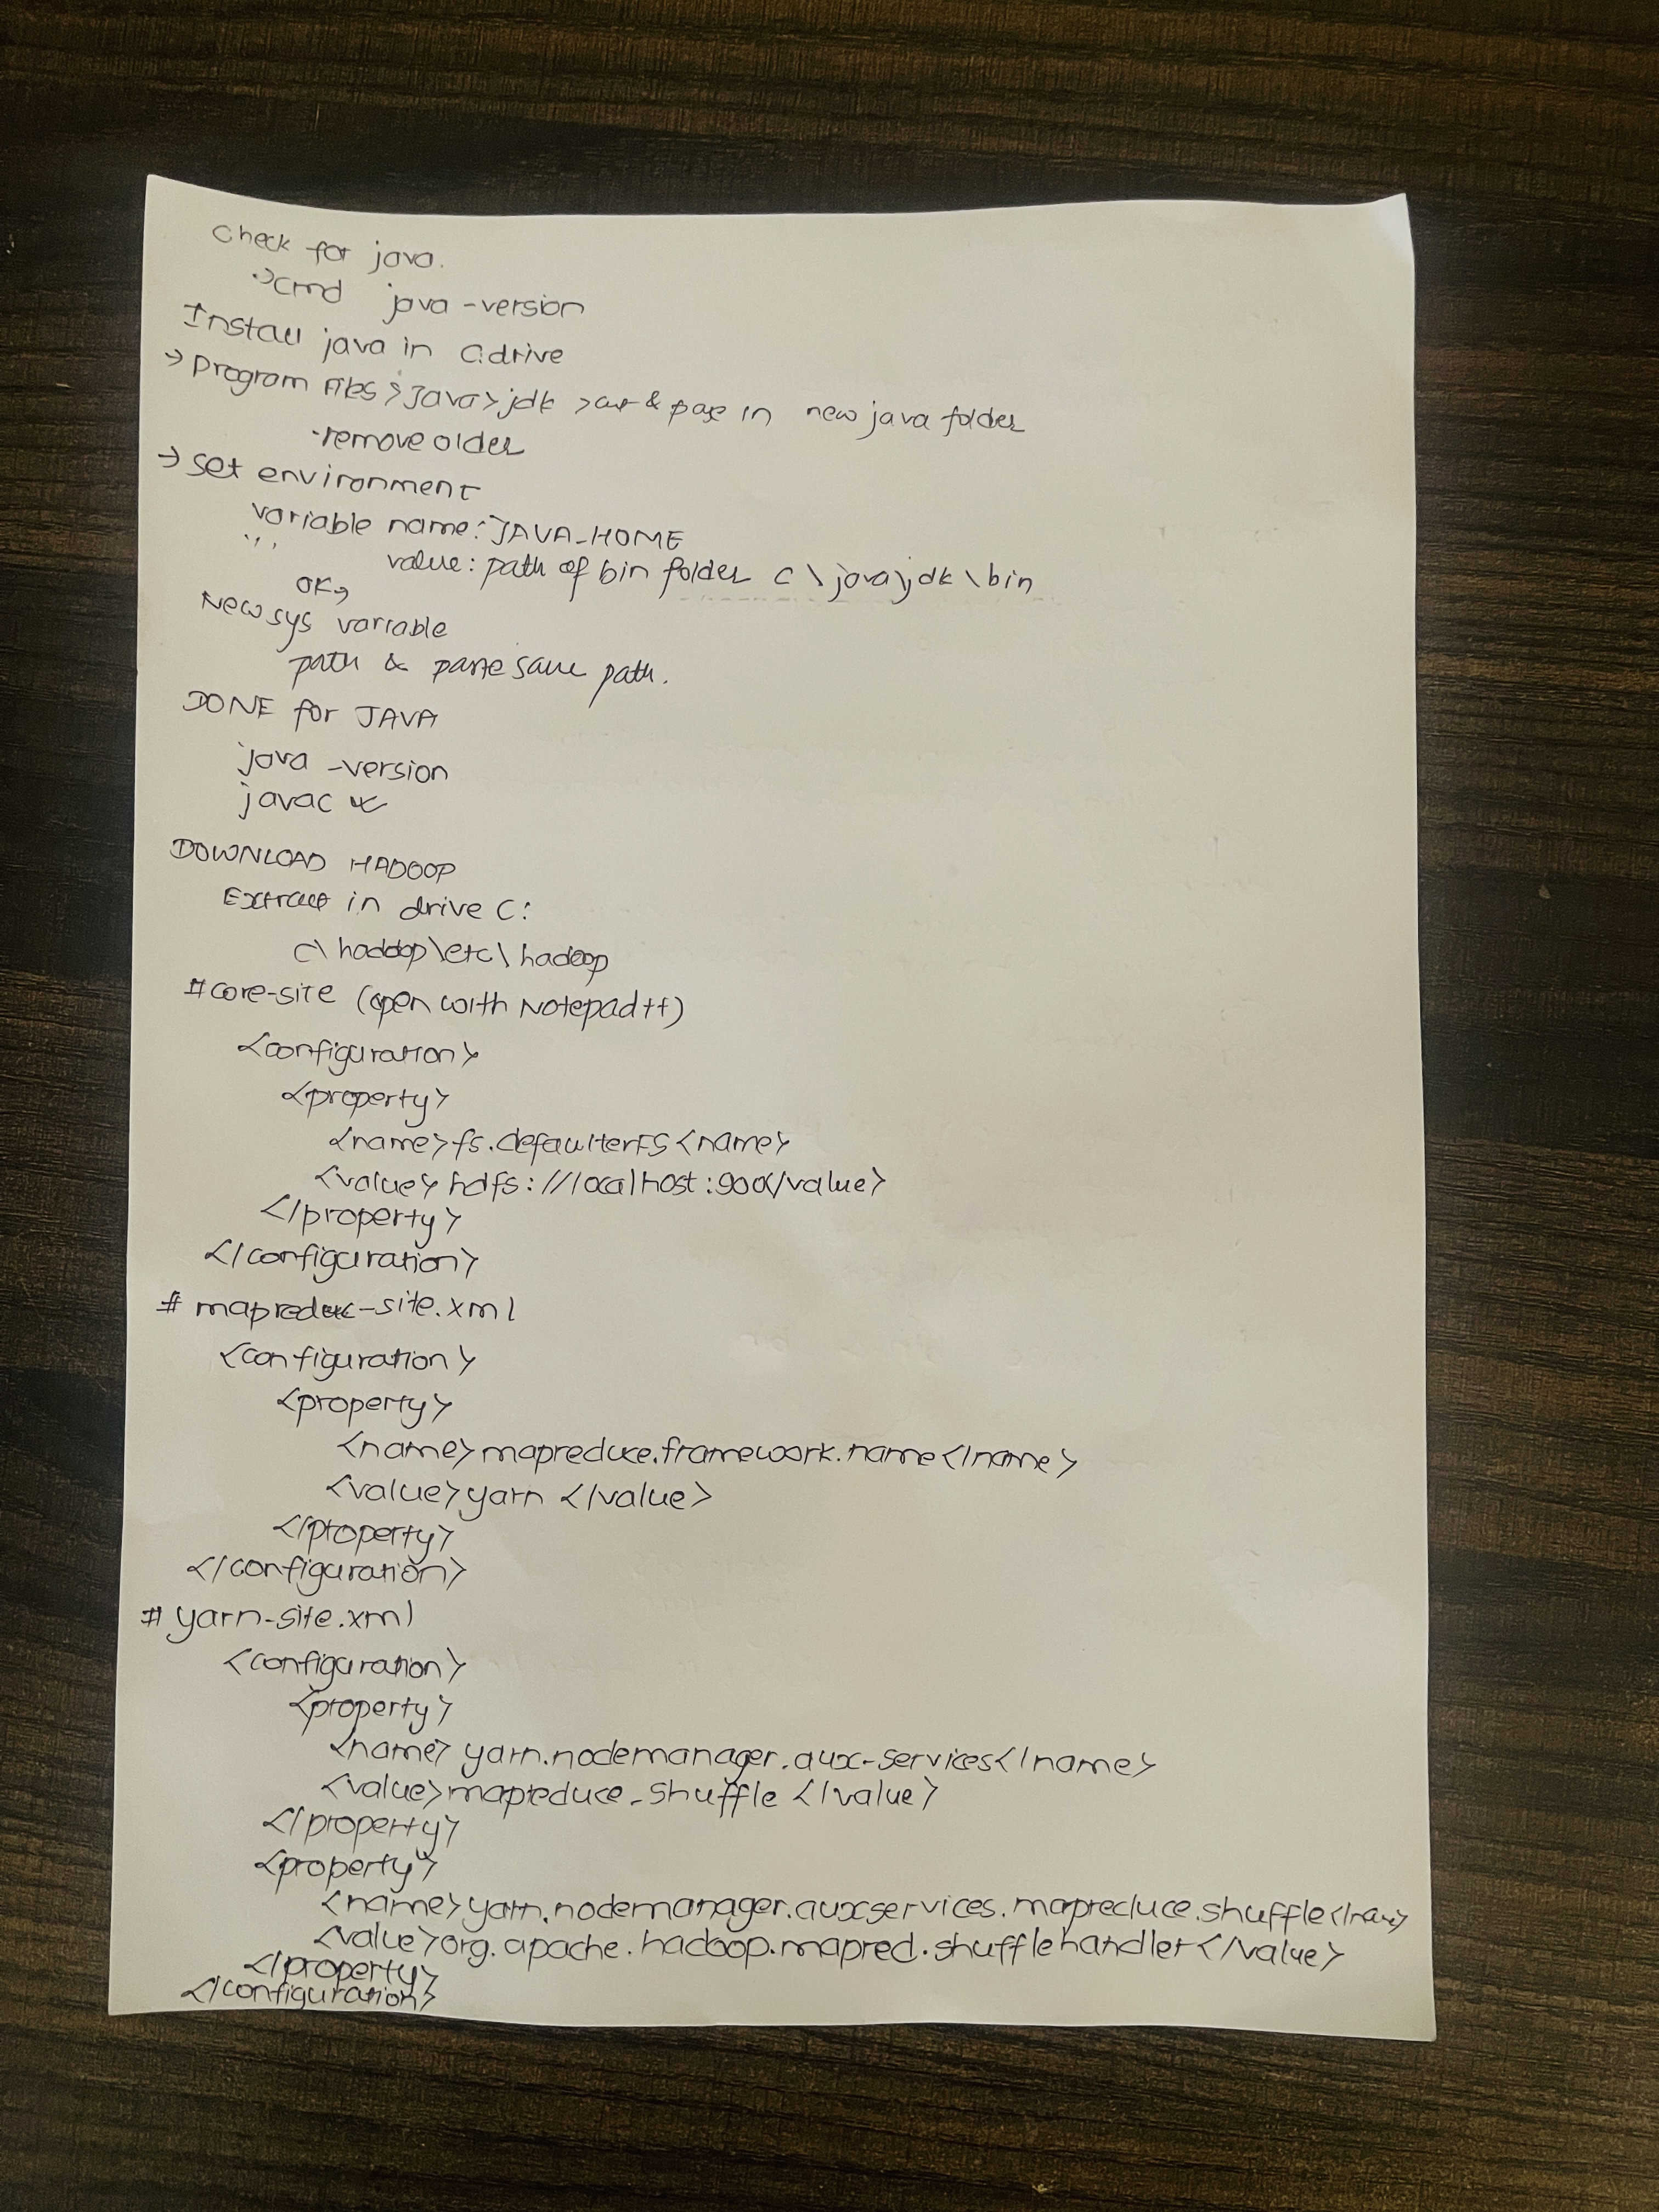 check for java.
→cmd java -version
Install java in C:drive
→ Program Files > Java > jdk > cut & paste in new java folder
-remove older
→ set environment
variable name: JAVA_HOME
''' value: path of bin folder C\java\jdk\bin
OK,
New sys variable
path & paste same path.
DONE for JAVA
java -version
javac
DOWNLOAD HADOOP
Extract in drive C:
C\hadoop\etc\hadoop
#core-site (open with Notepad++)
<configuration>
<property>
<name>fs.defaulterFS<name>
<value>hdfs://localhost:900</value>
</property>
</configuration>
# mapreduc-site.xml
<configuration>
<property>
<name>mapreduce.framework.name</name>
<value>yarn </value>
</property>
</configuration>
# yarn-site.xml
<configuration>
<property>
<name> yarn.nodemanager.aux-services</name>
<value>mapreduce_shuffle </value>
</property>
<property>
<name>yarn.nodemanager.auxservices.mapreduce.shuffle</name>
<value>org.apache.hadoop.mapred.shufflehandler</value>
</property>
</configuration>